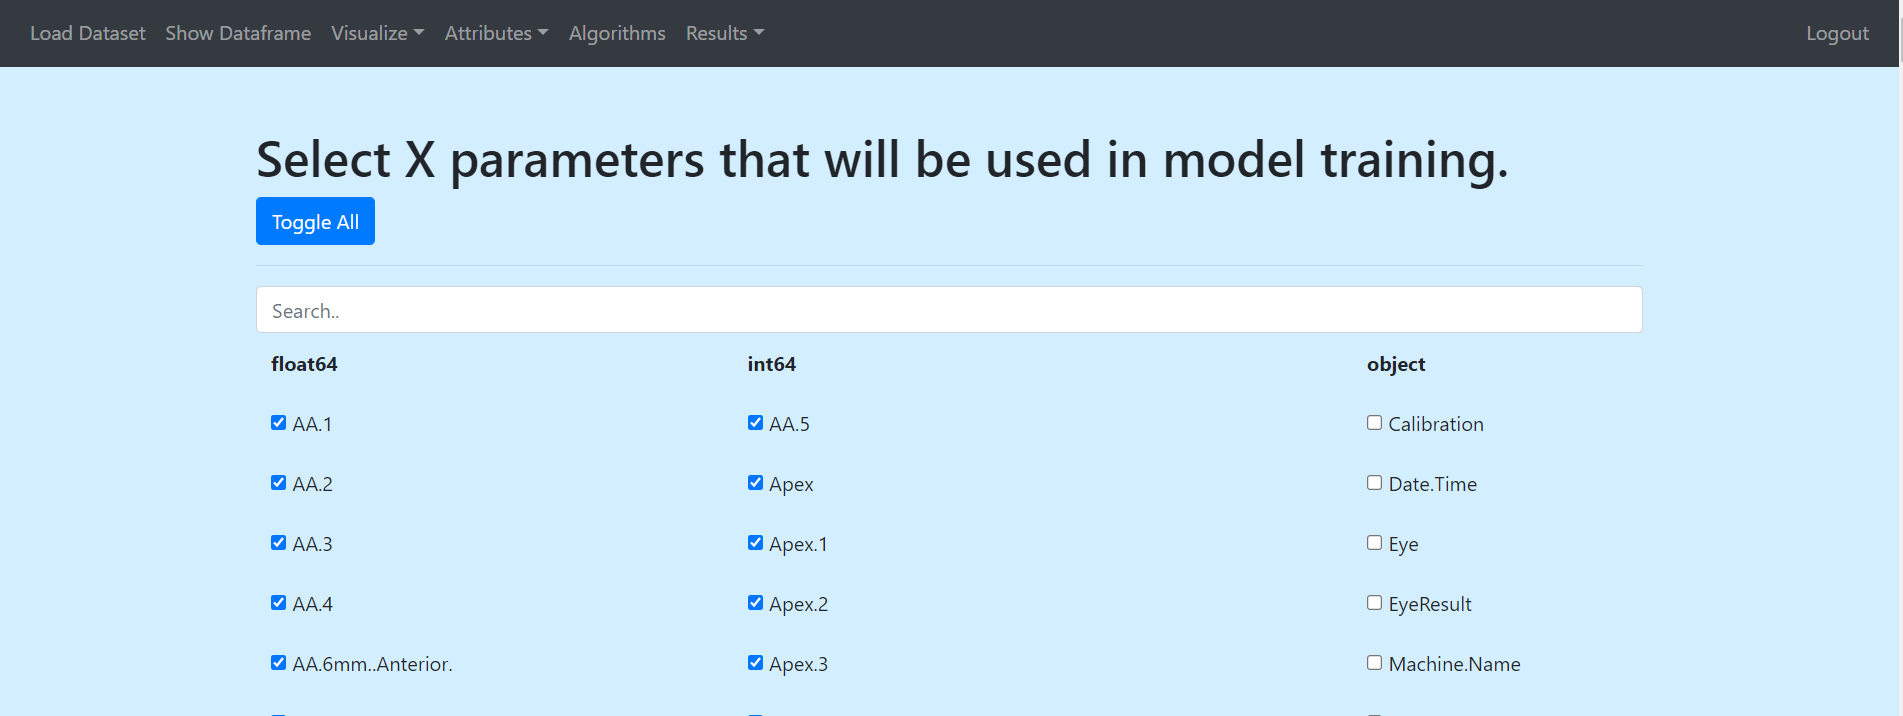 Load Dataset Show Dataframe Visualize Attributes Algorithms Results Logout
Select X parameters that will be used in model training.
Toggle All
Search..
float64 int64 object
AA.1 AA.5 Calibration
AA.2 Apex Date.Time
AA.3 Apex.1 Eye
AA.4 Apex.2 EyeResult
AA.6mm..Anterior. Apex.3 Machine.Name